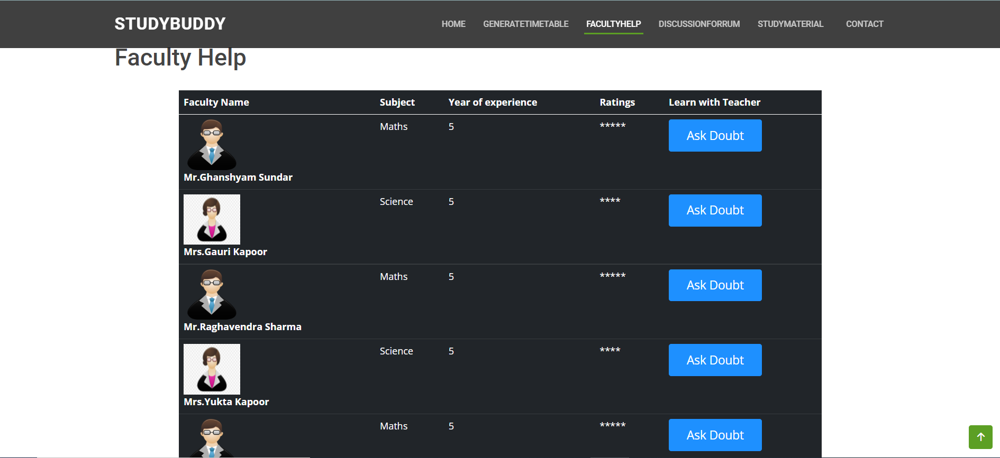 STUDYBUDDY HOME GENERATETIMETABLE FACULTYHELP DISCUSSIONFORRUM STUDYMATERIAL CONTACT
Faculty Help
Faculty Name Subject Year of experience Ratings Learn with Teacher
Maths 5 ***** Ask Doubt
Mr.Ghanshyam Sundar
Science 5 **** Ask Doubt
Mrs.Gauri Kapoor
Maths 5 ***** Ask Doubt
Mr.Raghavendra Sharma
Science 5 **** Ask Doubt
Mrs.Yukta Kapoor
Maths 5 ***** Ask Doubt